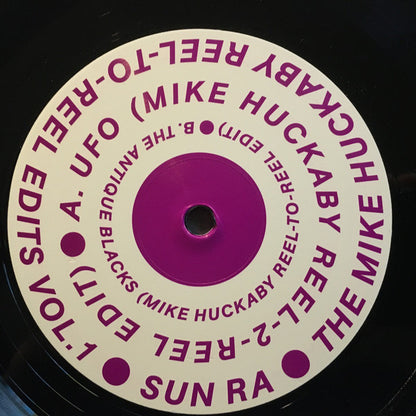 SUN RA ● THE MIKE HUCKABY REEL-TO-REEL EDITS VOL.1 ●
A. UFO (MIKE HUCKABY REEL-2-REEL EDIT) ●
B. THE ANTIQUE BLACKS (MIKE HUCKABY REEL-TO-REEL EDIT) ●